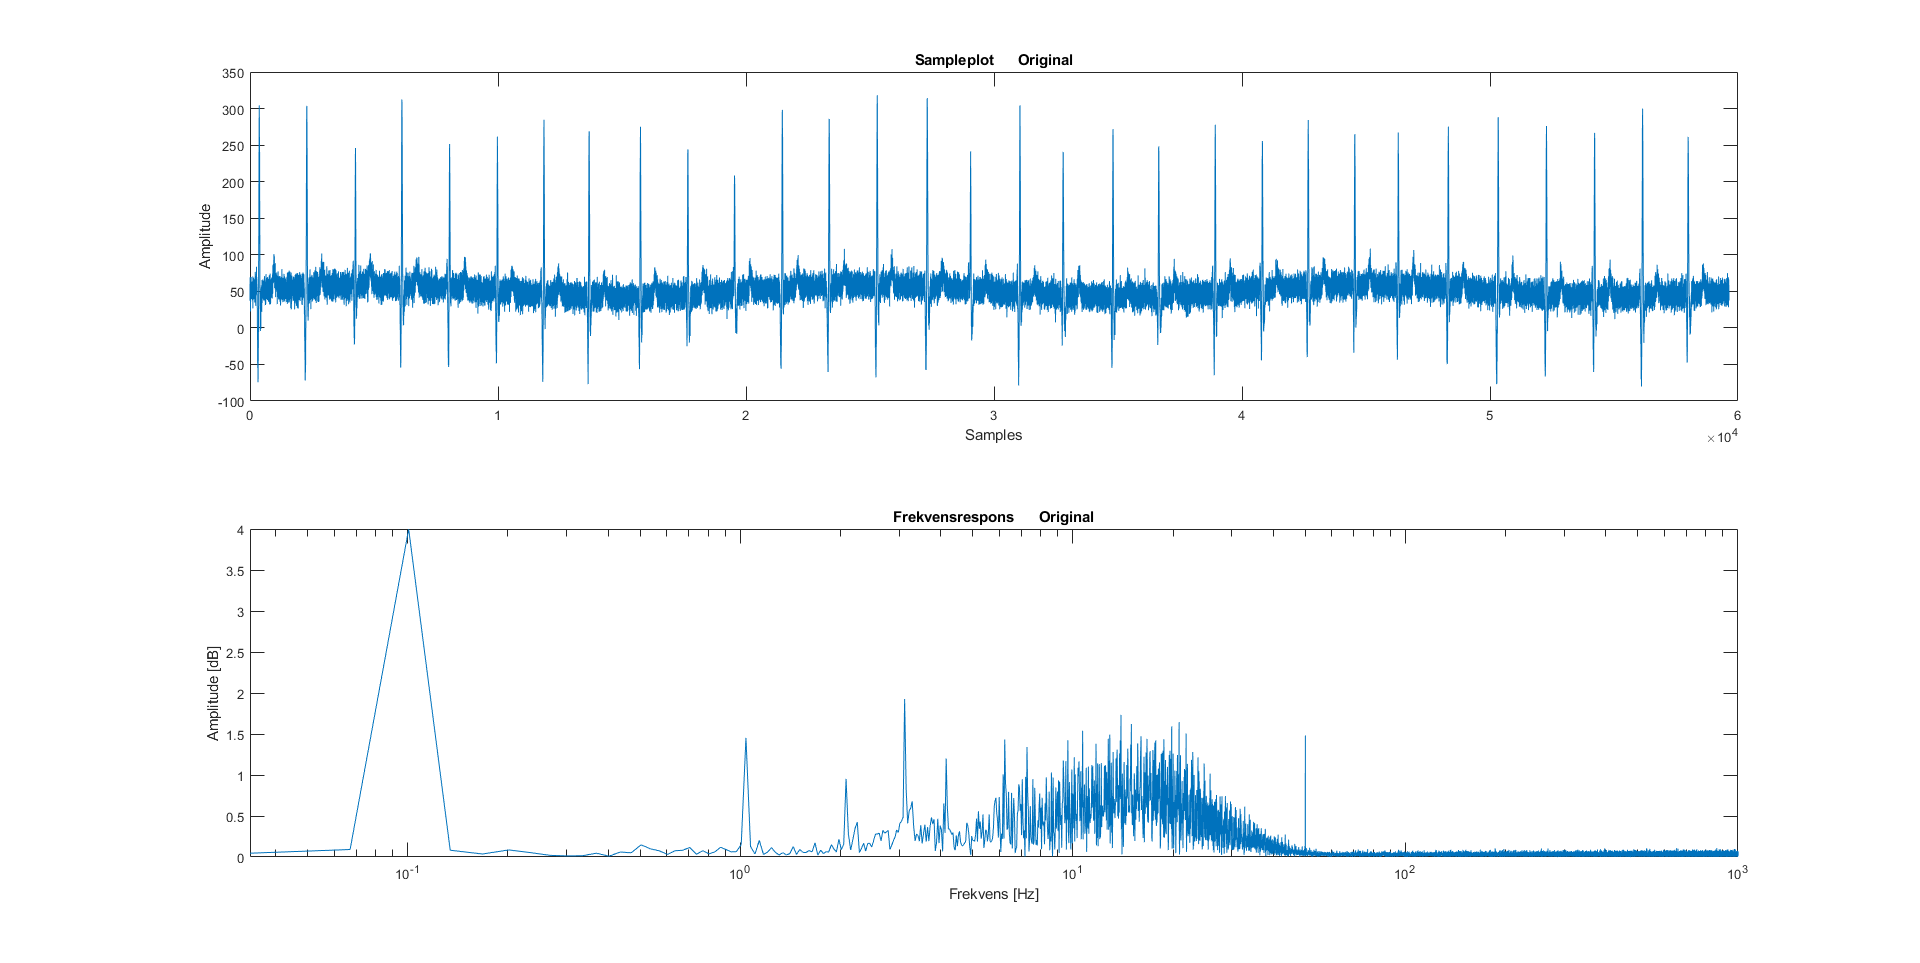 Sampleplot Original
350
300
250
200
150
100
50
0
-50
-100
Amplitude
0 1 2 3 4 5 6
×10^4
Samples
Frekvensrespons Original
4
3.5
3
2.5
2
1.5
1
0.5
0
Amplitude [dB]
10^-1 10^0 10^1 10^2 10^3
Frekvens [Hz]